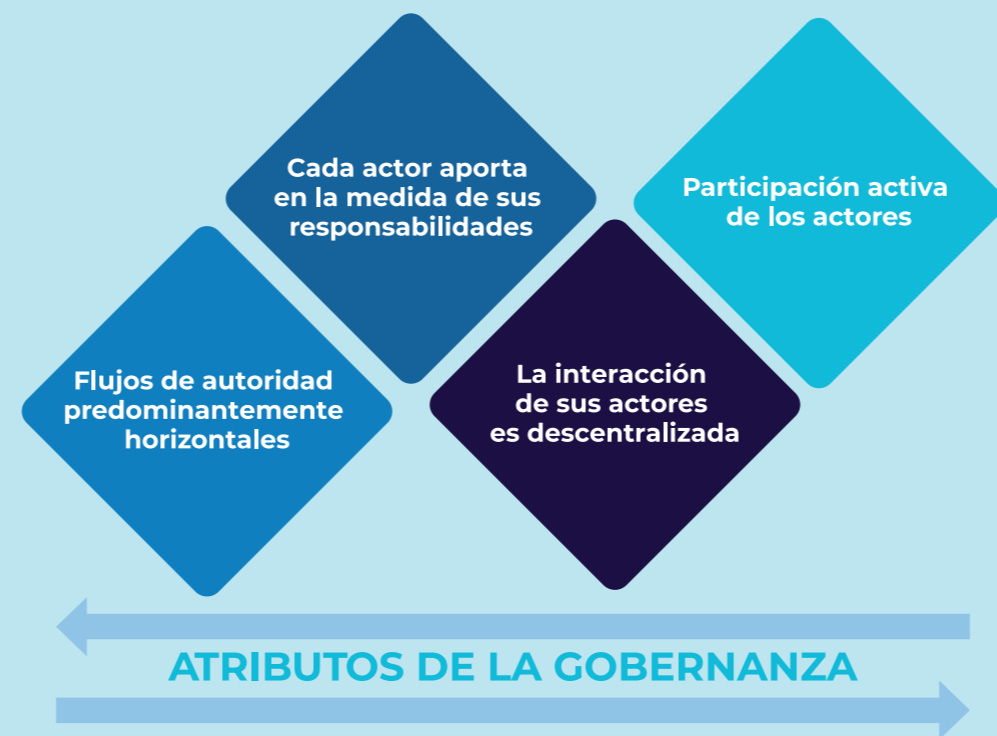 Cada actor aporta
en la medida de sus
responsabilidades
Participación activa
de los actores
Flujos de autoridad
predominantemente
horizontales
La interacción
de sus actores
es descentralizada
ATRIBUTOS DE LA GOBERNANZA